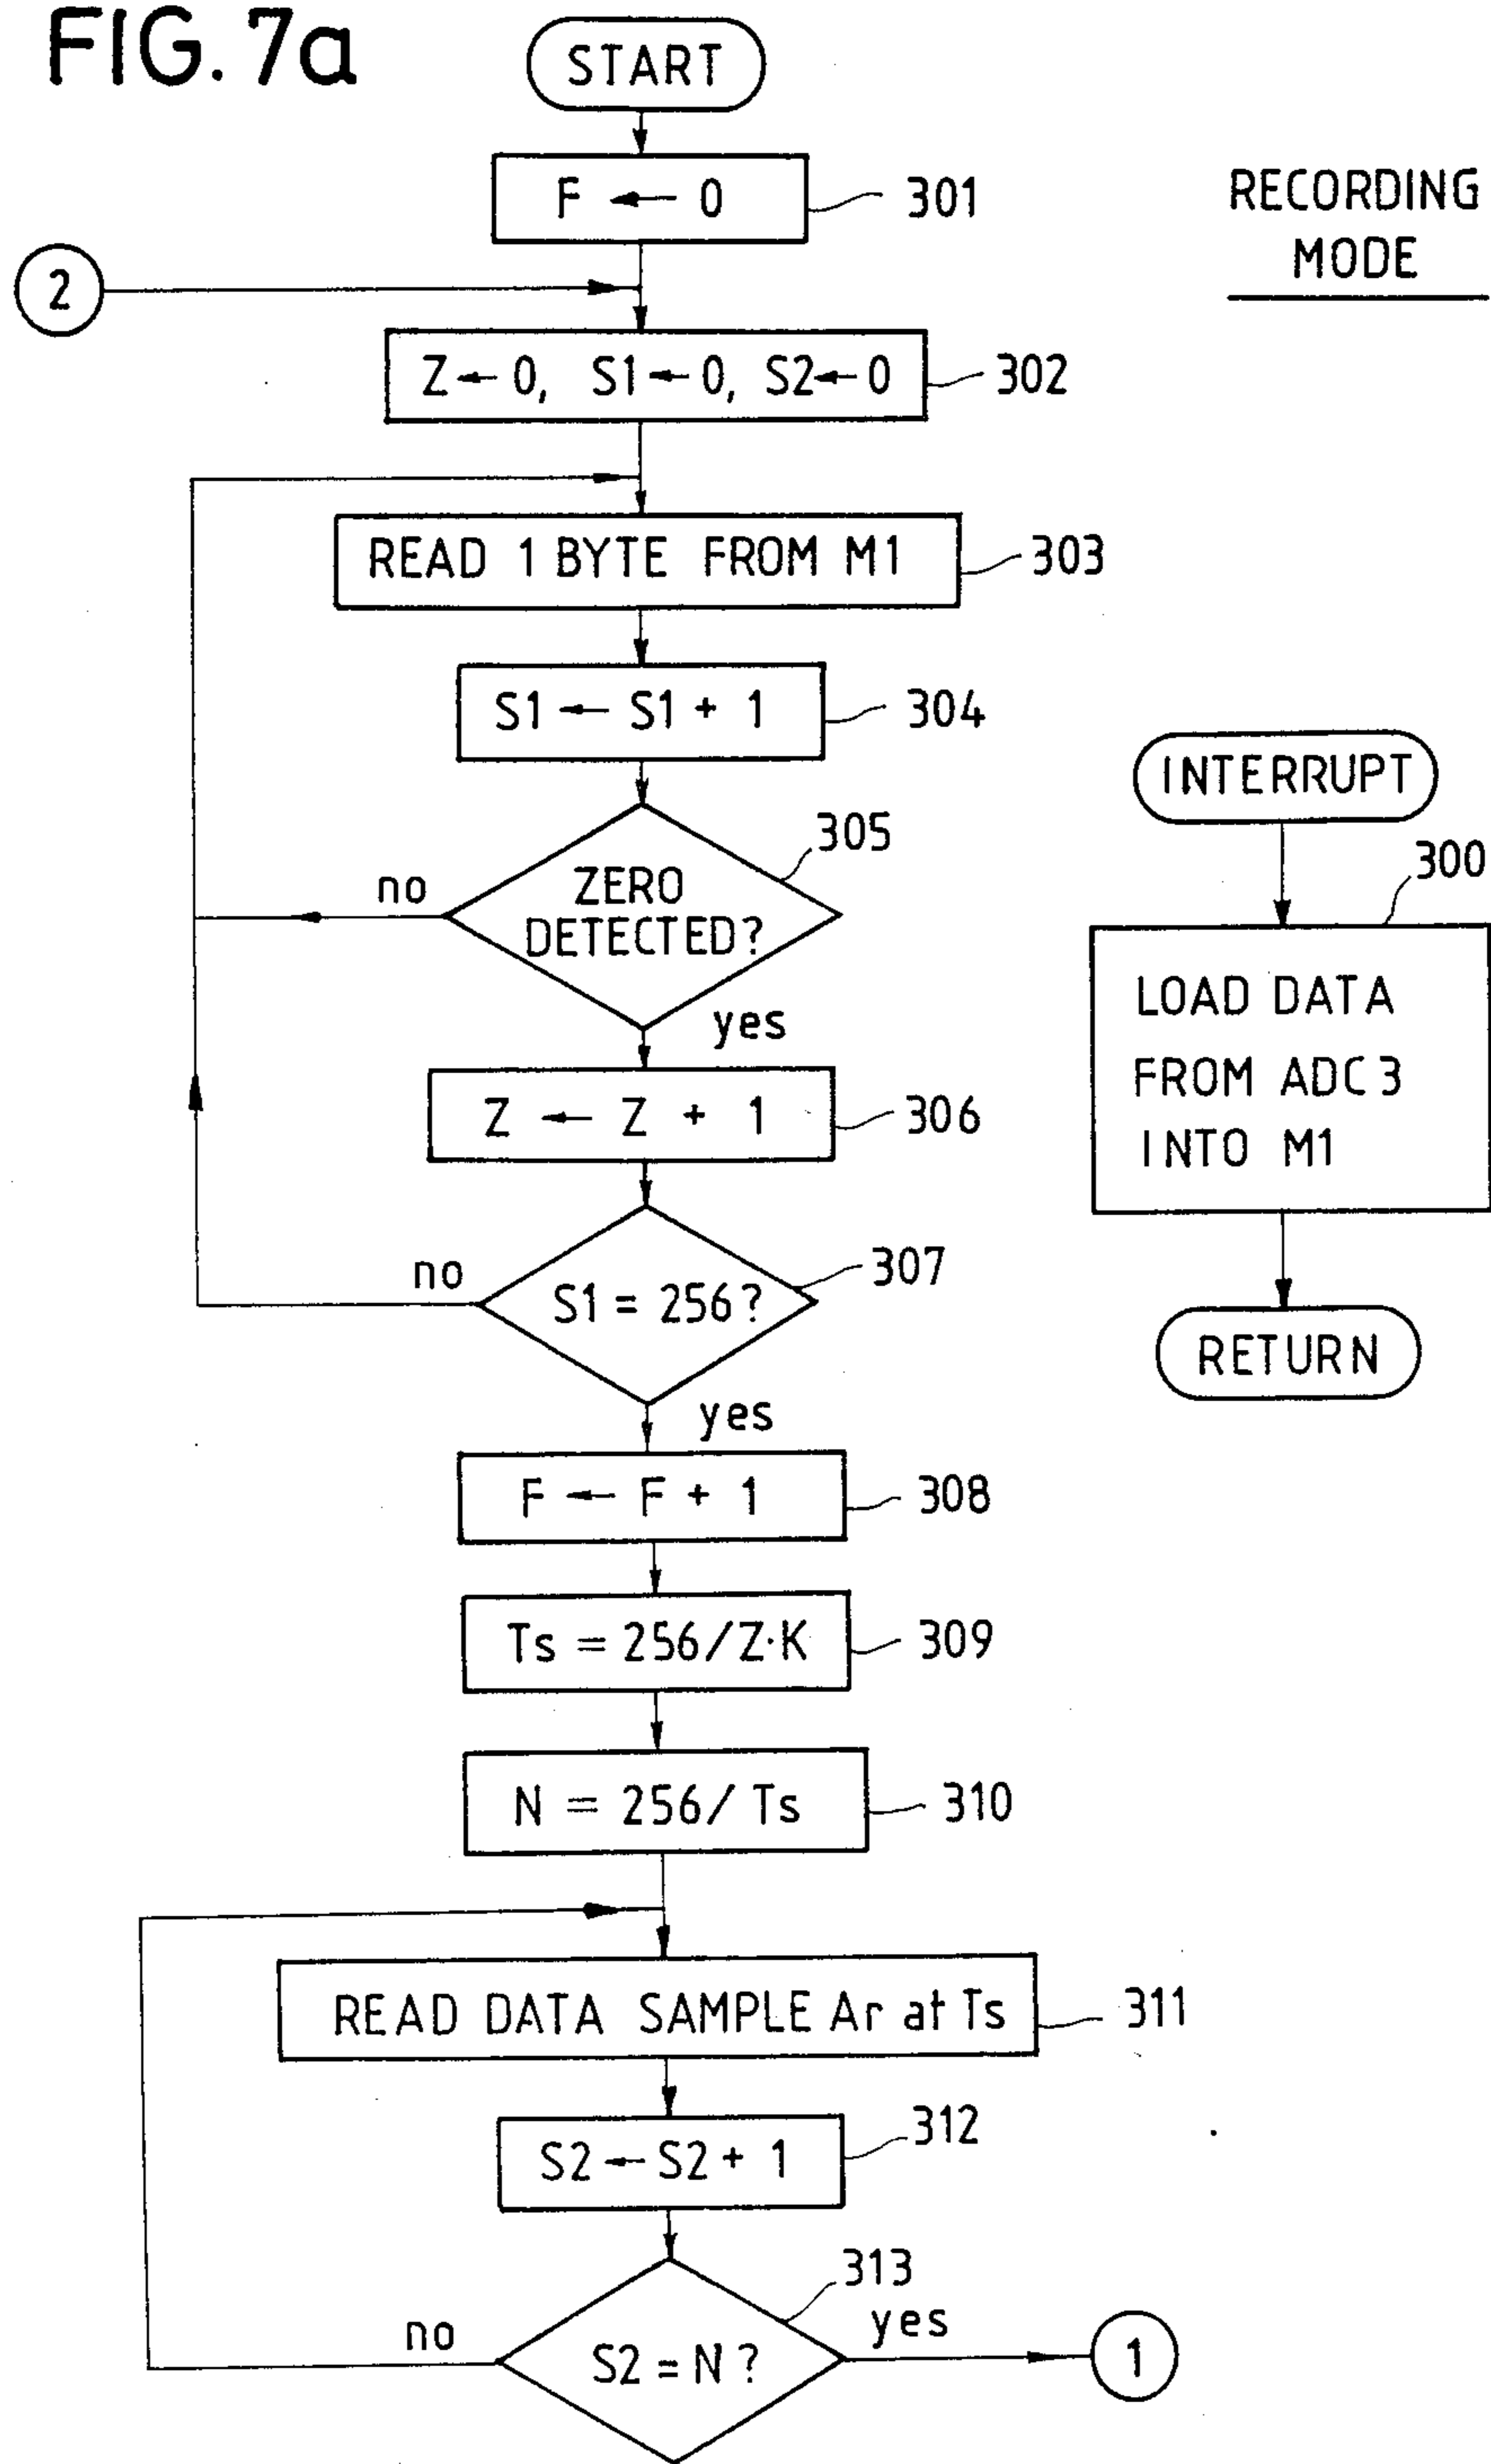 FIG. 7a
START
F ← 0
301
RECORDING
MODE
2
Z ← 0, S1 ← 0, S2 ← 0
302
READ 1 BYTE FROM M1
303
S1 ← S1 + 1
304
305
ZERO
DETECTED?
no
yes
Z ← Z + 1
306
S1 = 256?
307
no
yes
F ← F + 1
308
Ts = 256/Z·K
309
N = 256/Ts
310
READ DATA SAMPLE Ar at Ts
311
S2 ← S2 + 1
312
313
S2 = N?
no
yes
1
INTERRUPT
300
LOAD DATA
FROM ADC 3
INTO M1
RETURN